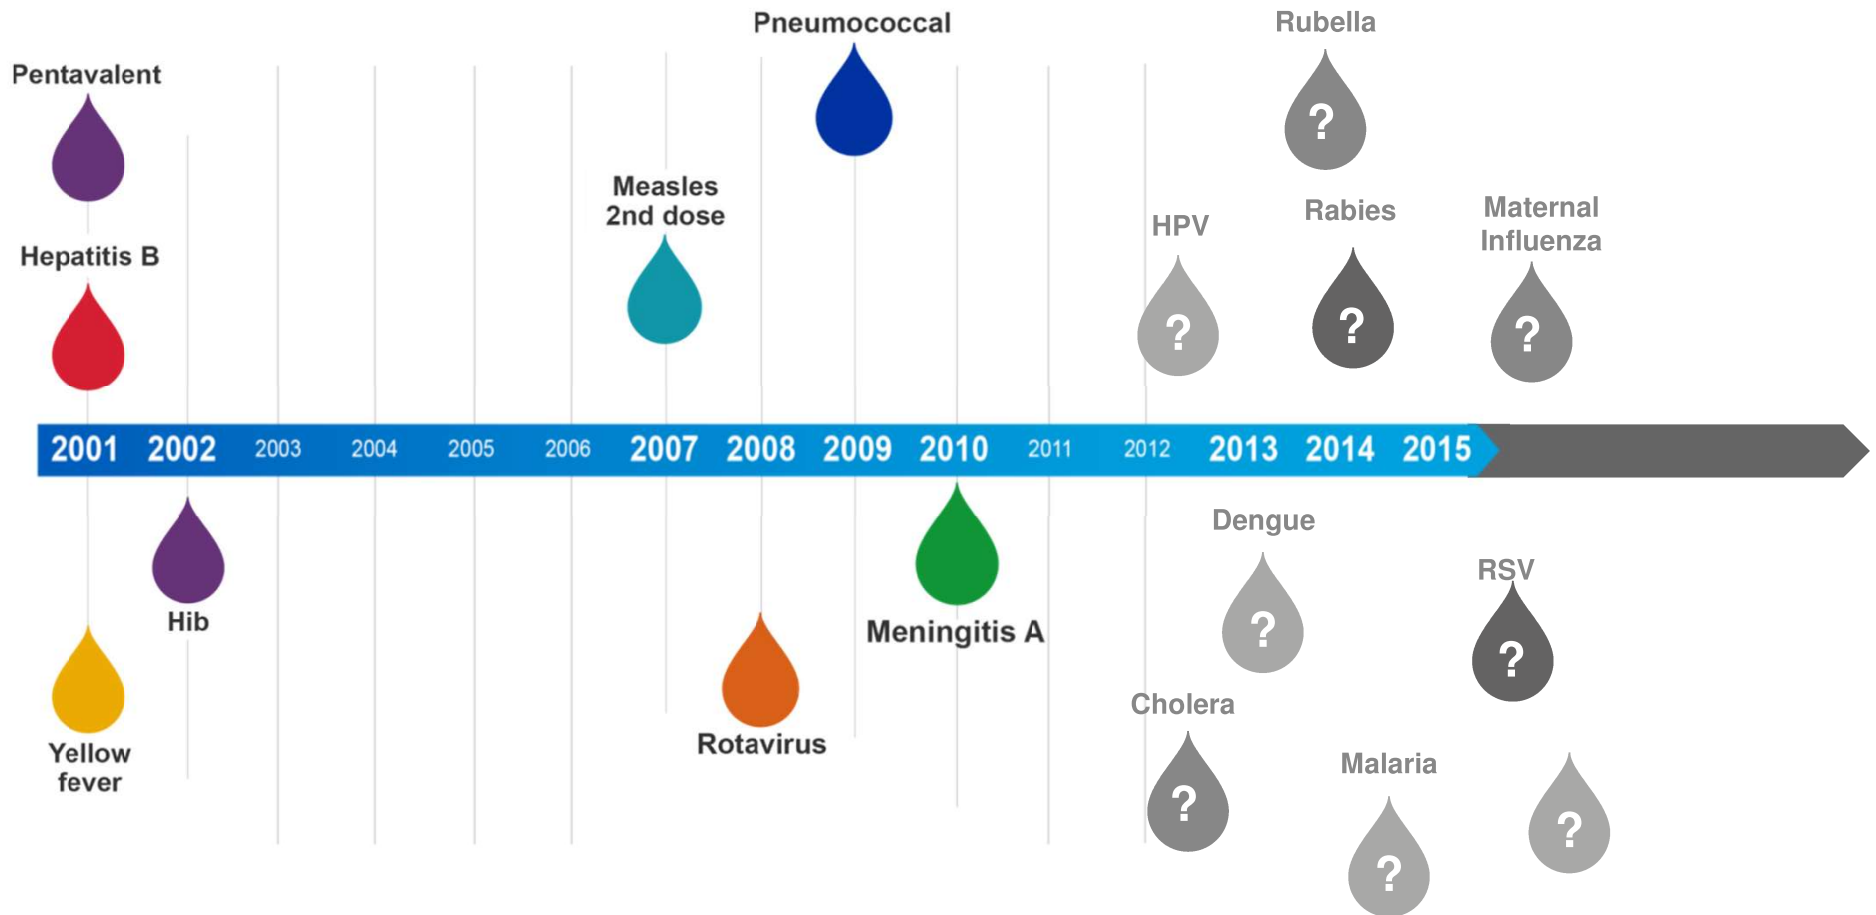 Pneumococcal
Rubella
Pentavalent
?
Measles
2nd dose
HPV
Rabies
Maternal
Influenza
Hepatitis B
?
?
?
2001 2002 2003 2004 2005 2006 2007 2008 2009 2010 2011 2012 2013 2014 2015
Dengue
RSV
Hib
Meningitis A
?
?
Yellow
fever
Rotavirus
Cholera
Malaria
?
?
?